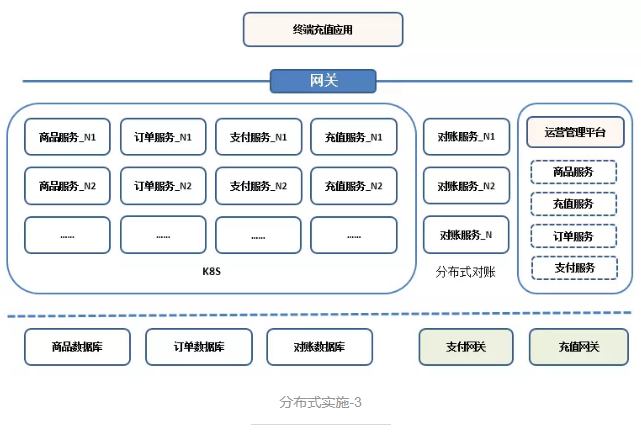 终端充值应用
网关
商品服务_N1 订单服务_N1 支付服务_N1 充值服务_N1 对账服务_N1 运营管理平台
商品服务_N2 订单服务_N2 支付服务_N2 充值服务_N2 对账服务_N2 商品服务
充值服务
...... ...... ...... ...... 对账服务_N 订单服务
K8S 分布式对账 支付服务
商品数据库 订单数据库 对账数据库 支付网关 充值网关
分布式实施-3